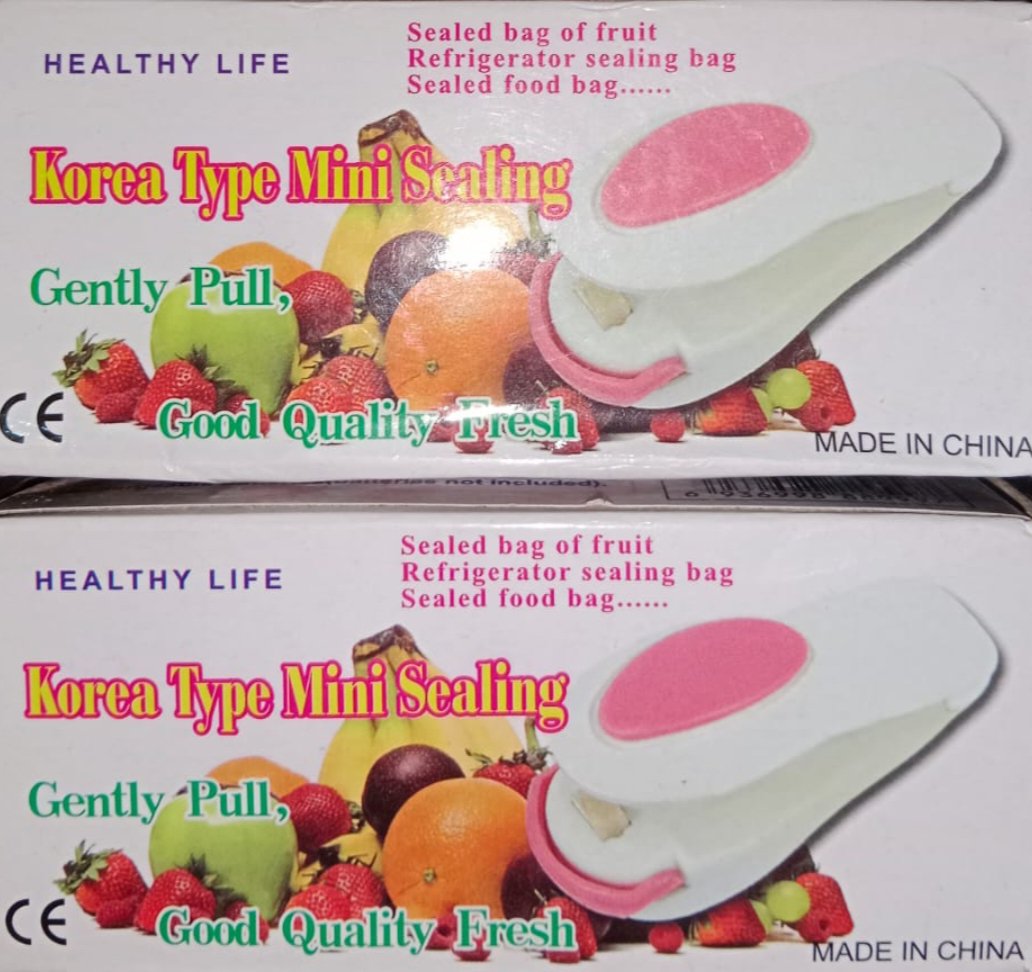 HEALTHY LIFE
Sealed bag of fruit
Refrigerator sealing bag
Sealed food bag......
Korea Type Mini Sealing
Gently Pull,
CE
Good Quality Fresh
MADE IN CHINA
not included).
HEALTHY LIFE
Sealed bag of fruit
Refrigerator sealing bag
Sealed food bag......
Korea Type Mini Sealing
Gently Pull,
CE
Good Quality Fresh
MADE IN CHINA